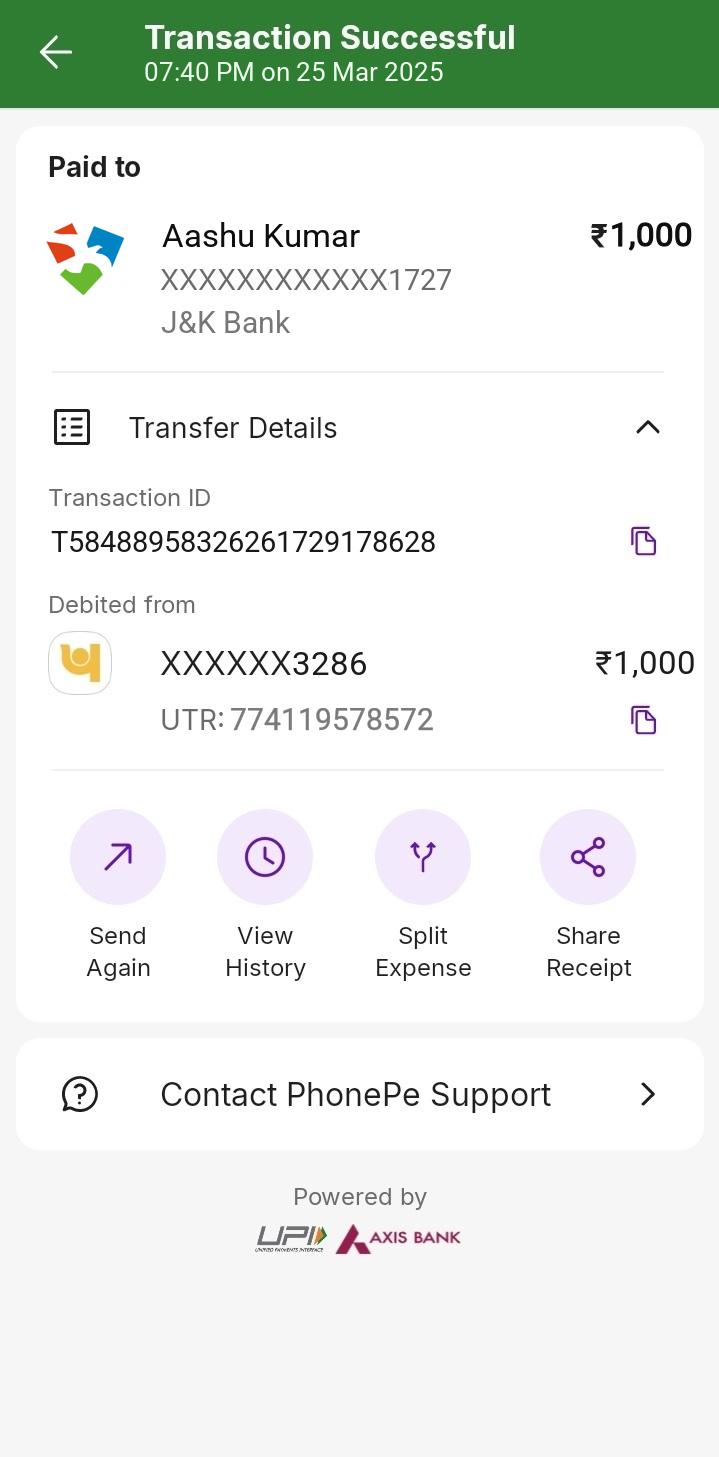 Transaction Successful
07:40 PM on 25 Mar 2025
Paid to
Aashu Kumar ₹1,000
XXXXXXXXXXXX1727
J&K Bank
Transfer Details
Transaction ID
T58488958326261729178628
Debited from
XXXXXX3286 ₹1,000
UTR: 774119578572
Send Again
View History
Split Expense
Share Receipt
Contact PhonePe Support
Powered by
UPI AXIS BANK
UNIFIED PAYMENTS INTERFACE